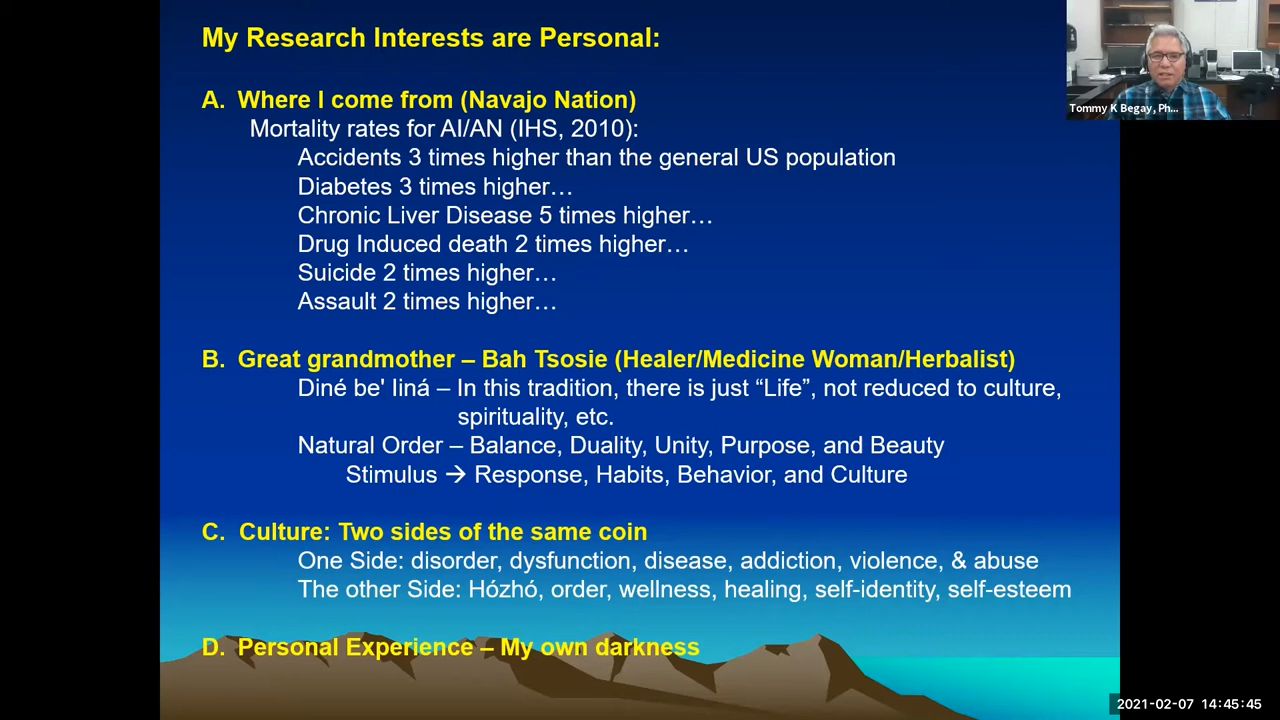 My Research Interests are Personal:
A. Where I come from (Navajo Nation)
Mortality rates for AI/AN (IHS, 2010):
Accidents 3 times higher than the general US population
Diabetes 3 times higher…
Chronic Liver Disease 5 times higher…
Drug Induced death 2 times higher…
Suicide 2 times higher…
Assault 2 times higher…
B. Great grandmother – Bah Tsosie (Healer/Medicine Woman/Herbalist)
Diné be' Iiná – In this tradition, there is just “Life”, not reduced to culture,
spirituality, etc.
Natural Order – Balance, Duality, Unity, Purpose, and Beauty
Stimulus → Response, Habits, Behavior, and Culture
C. Culture: Two sides of the same coin
One Side: disorder, dysfunction, disease, addiction, violence, & abuse
The other Side: Hózhó, order, wellness, healing, self-identity, self-esteem
D. Personal Experience – My own darkness
Tommy K Begay, Ph...
2021-02-07 14:45:45